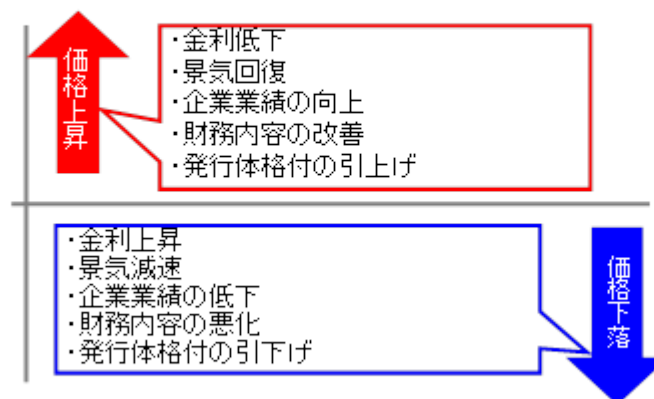 価格上昇
・金利低下
・景気回復
・企業業績の向上
・財務内容の改善
・発行体格付の引上げ
・金利上昇
・景気減速
・企業業績の低下
・財務内容の悪化
・発行体格付の引下げ
価格下落